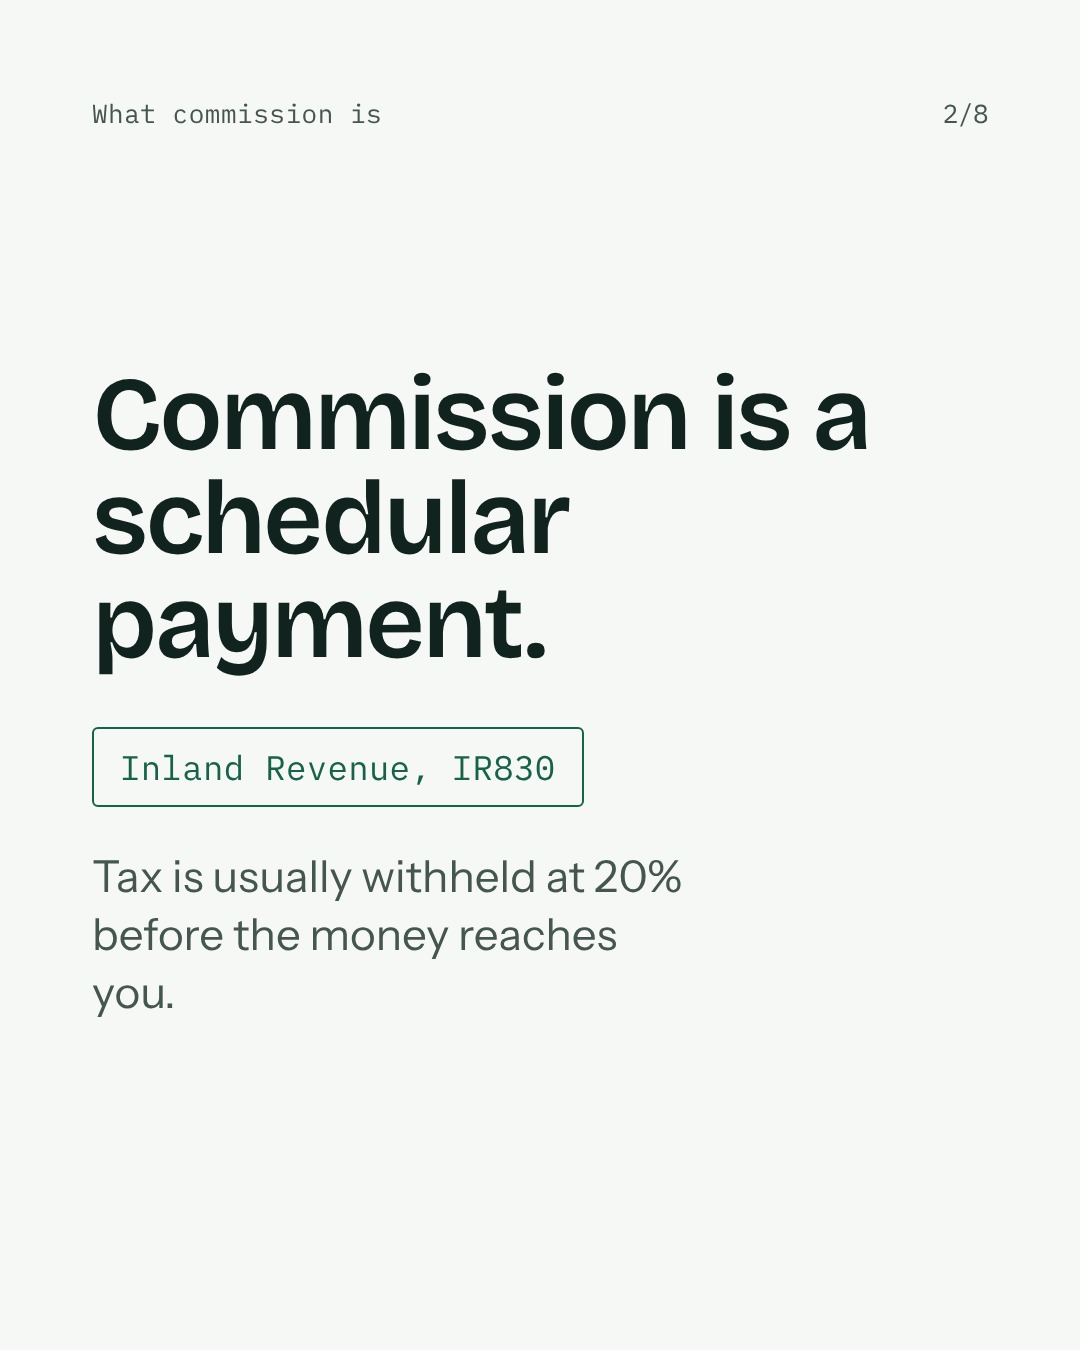 What commission is
2/8
Commission is a
schedular
payment.
Inland Revenue, IR830
Tax is usually withheld at 20%
before the money reaches
you.